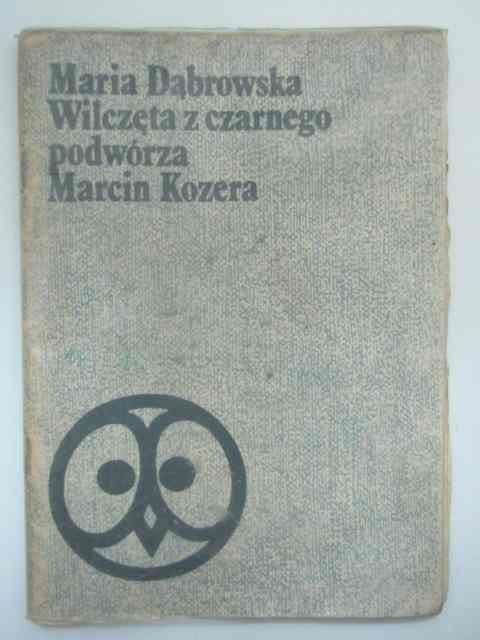 Maria Dąbrowska
Wilczęta z czarnego
podwórza
Marcin Kozera